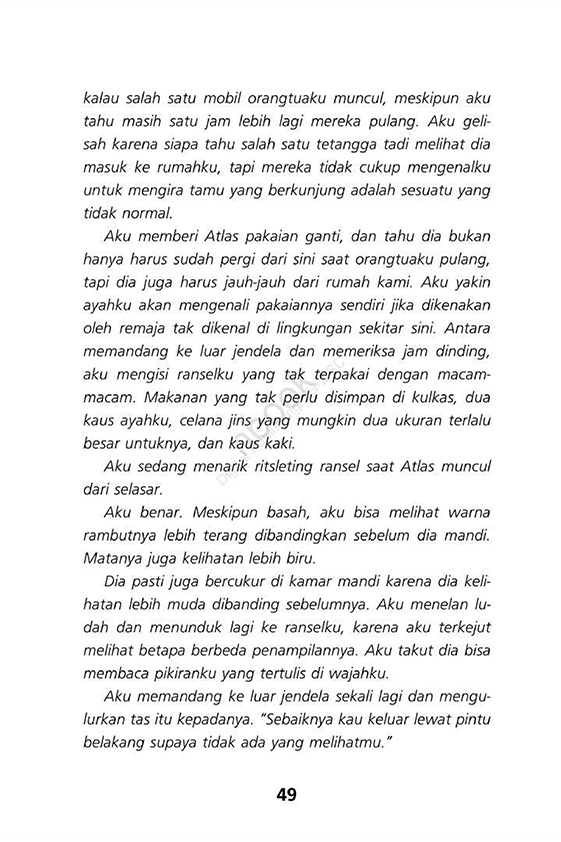 kalau salah satu mobil orangtuaku muncul, meskipun aku
tahu masih satu jam lebih lagi mereka pulang. Aku geli-
sah karena siapa tahu salah satu tetangga tadi melihat dia
masuk ke rumahku, tapi mereka tidak cukup mengenalku
untuk mengira tamu yang berkunjung adalah sesuatu yang
tidak normal.
Aku memberi Atlas pakaian ganti, dan tahu dia bukan
hanya harus sudah pergi dari sini saat orangtuaku pulang,
tapi dia juga harus jauh-jauh dari rumah kami. Aku yakin
ayahku akan mengenali pakaiannya sendiri jika dikenakan
oleh remaja tak dikenal di lingkungan sekitar sini. Antara
memandang ke luar jendela dan memeriksa jam dinding,
aku mengisi ranselku yang tak terpakai dengan macam-
macam. Makanan yang tak perlu disimpan di kulkas, dua
kaus ayahku, celana jins yang mungkin dua ukuran terlalu
besar untuknya, dan kaus kaki.
Aku sedang menarik ritsleting ransel saat Atlas muncul
dari selasar.
Aku benar. Meskipun basah, aku bisa melihat warna
rambutnya lebih terang dibandingkan sebelum dia mandi.
Matanya juga kelihatan lebih biru.
Dia pasti juga bercukur di kamar mandi karena dia keli-
hatan lebih muda dibanding sebelumnya. Aku menelan lu-
dah dan menunduk lagi ke ranselku, karena aku terkejut
melihat betapa berbeda penampilannya. Aku takut dia bisa
membaca pikiranku yang tertulis di wajahku.
Aku memandang ke luar jendela sekali lagi dan mengu-
lurkan tas itu kepadanya. “Sebaiknya kau keluar lewat pintu
belakang supaya tidak ada yang melihatmu.”
49